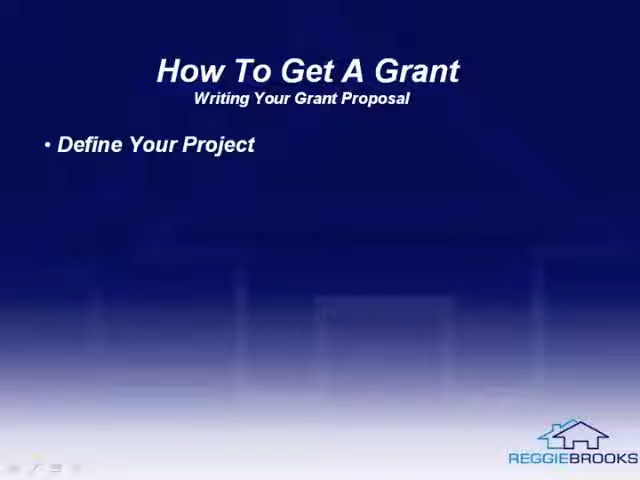 How To Get A Grant
Writing Your Grant Proposal
• Define Your Project
REGGIEBROOKS